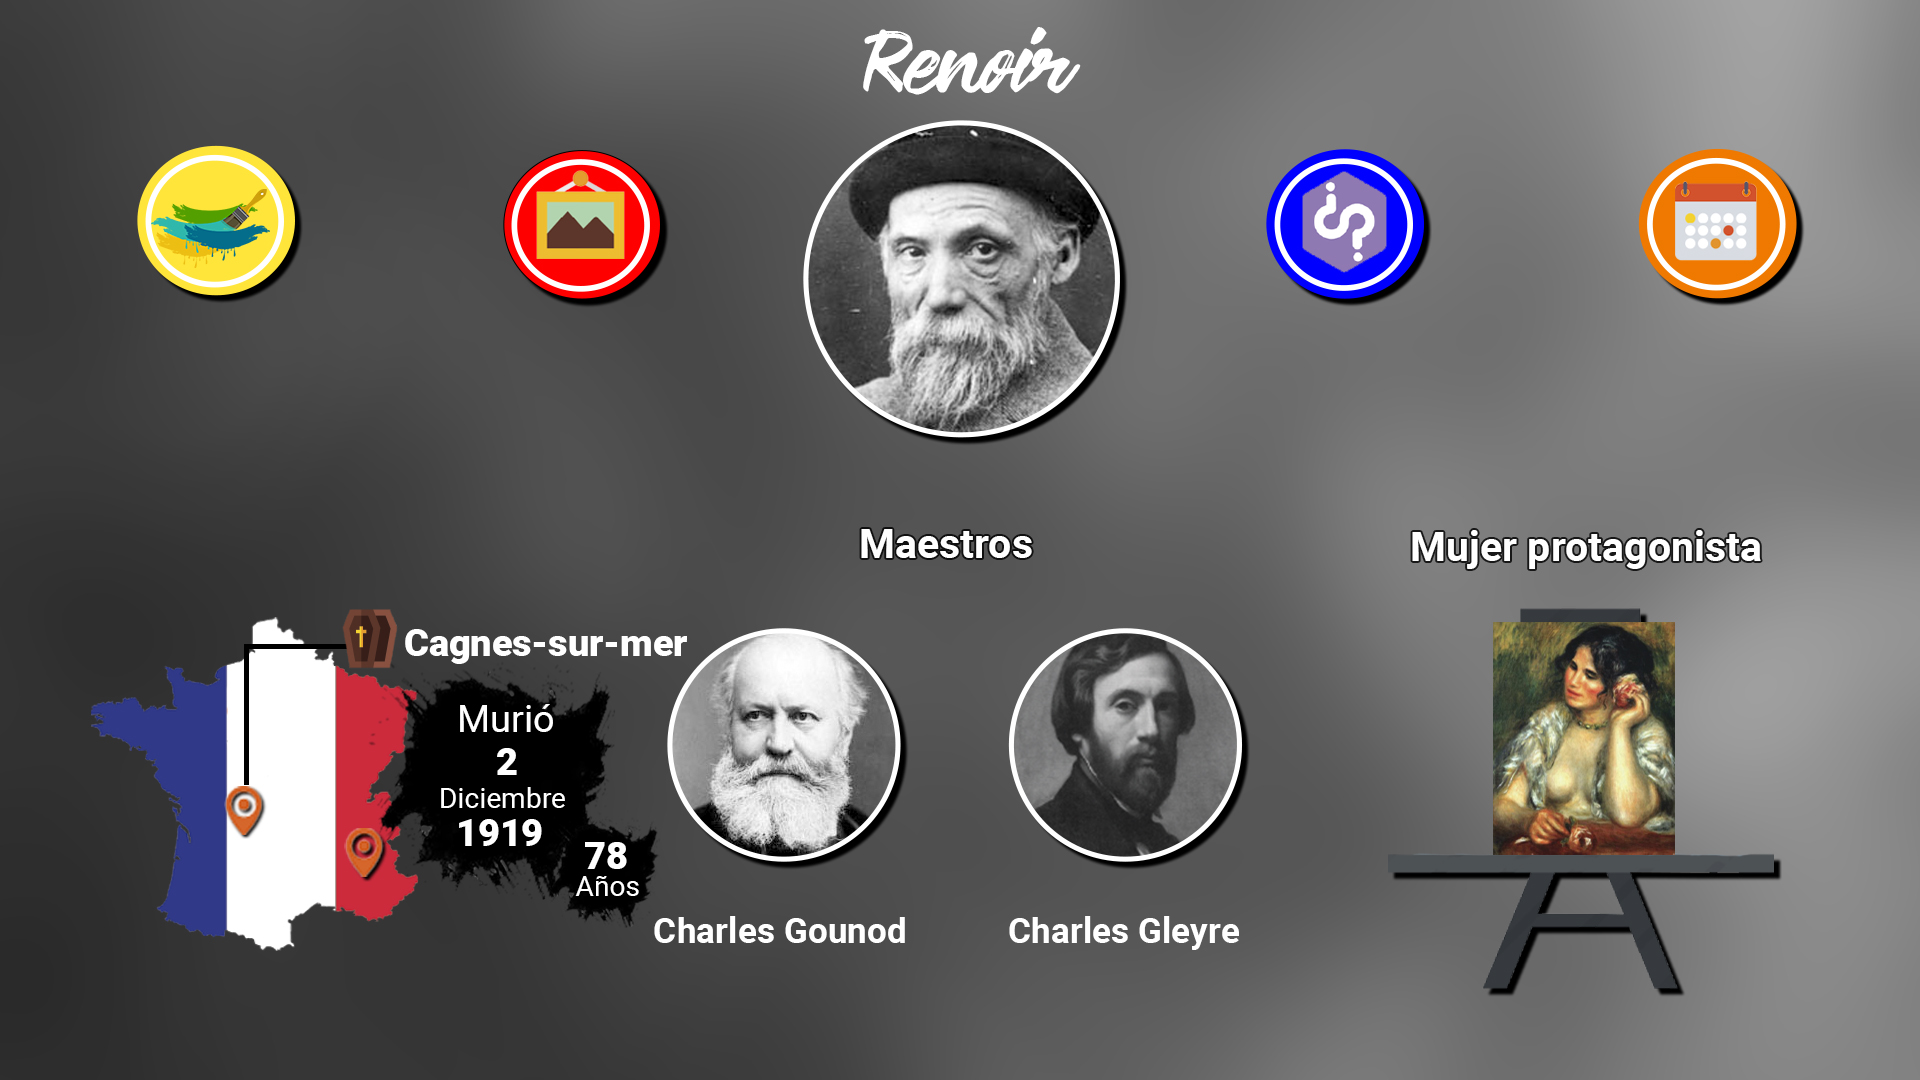 Renoir
Maestros
Mujer protagonista
Cagnes-sur-mer
Murió
2
Diciembre
1919
78
Años
Charles Gounod
Charles Gleyre